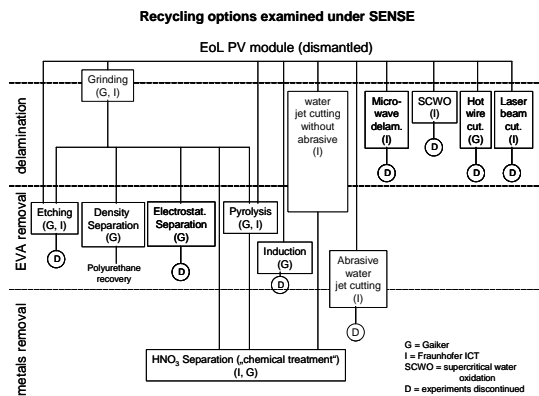 Recycling options examined under SENSE
EoL PV module (dismantled)
delamination
Grinding
(G, I)
water
jet cutting
without
abrasive
(I)
Micro-
wave
delam.
(I)
D
SCWO
(I)
D
Hot
wire
cut.
(G)
D
Laser
beam
cut.
(I)
D
EVA removal
Etching
(G, I)
D
Density
Separation
(G)
Polyurethane
recovery
Electrostat.
Separation
(G)
D
Pyrolysis
(G, I)
Induction
(G)
D
Abrasive
water
jet cutting
(I)
D
metals removal
HNO3 Separation („chemical treatment“)
(I, G)
G = Gaiker
I = Fraunhofer ICT
SCWO = supercritical water
oxidation
D = experiments discontinued